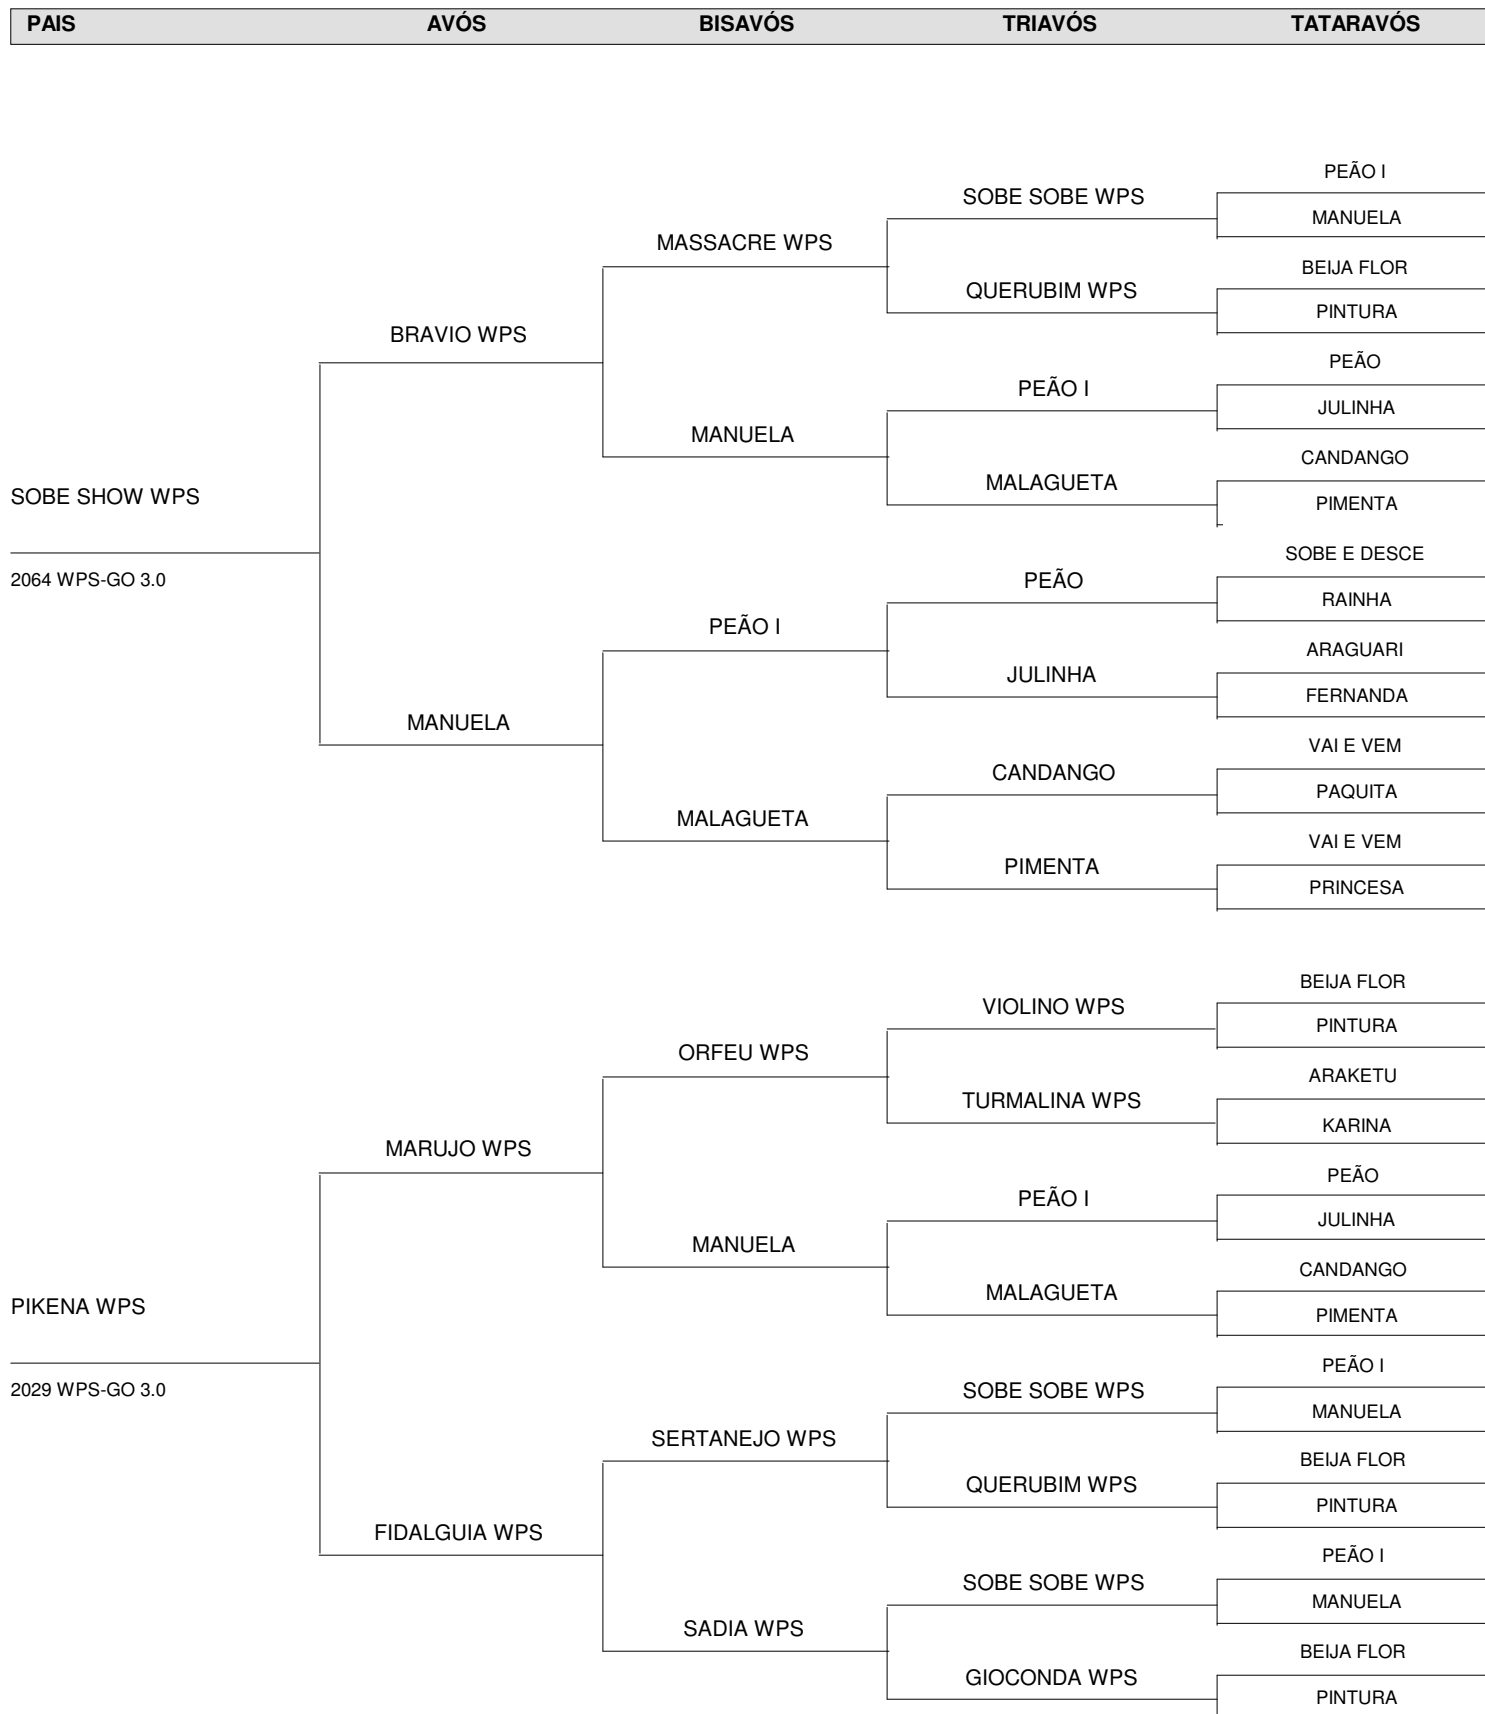 PAIS AVÓS BISAVÓS TRIAVÓS TATARAVÓS
PEÃO I
SOBE SOBE WPS
MANUELA
MASSACRE WPS
BEIJA FLOR
QUERUBIM WPS
PINTURA
BRAVIO WPS
PEÃO
PEÃO I
JULINHA
MANUELA
CANDANGO
MALAGUETA
SOBE SHOW WPS
PIMENTA
SOBE E DESCE
2064 WPS-GO 3.0
PEÃO
RAINHA
PEÃO I
ARAGUARI
JULINHA
FERNANDA
MANUELA
VAI E VEM
CANDANGO
PAQUITA
MALAGUETA
VAI E VEM
PIMENTA
PRINCESA
BEIJA FLOR
VIOLINO WPS
PINTURA
ORFEU WPS
ARAKETU
TURMALINA WPS
KARINA
MARUJO WPS
PEÃO
PEÃO I
JULINHA
MANUELA
CANDANGO
MALAGUETA
PIKENA WPS
PIMENTA
PEÃO I
2029 WPS-GO 3.0
SOBE SOBE WPS
MANUELA
SERTANEJO WPS
BEIJA FLOR
QUERUBIM WPS
PINTURA
FIDALGUIA WPS
PEÃO I
SOBE SOBE WPS
MANUELA
SADIA WPS
BEIJA FLOR
GIOCONDA WPS
PINTURA